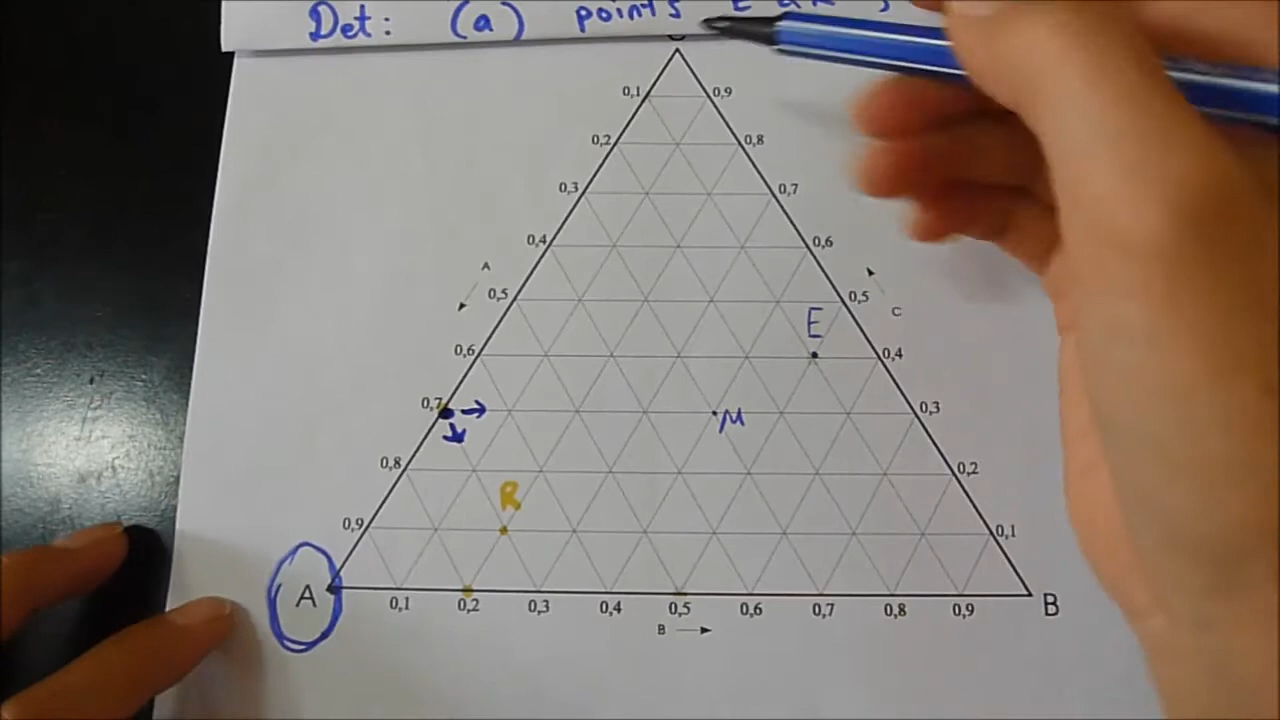 Det: (a) points E
0,1 0,9
0,2 0,8
0,3 0,7
0,4 0,6
A
0,5 0,5
C
E
0,6 0,4
0,7 0,3
M
0,8 0,2
R
0,9 0,1
A B
0,1 0,2 0,3 0,4 0,5 0,6 0,7 0,8 0,9
B